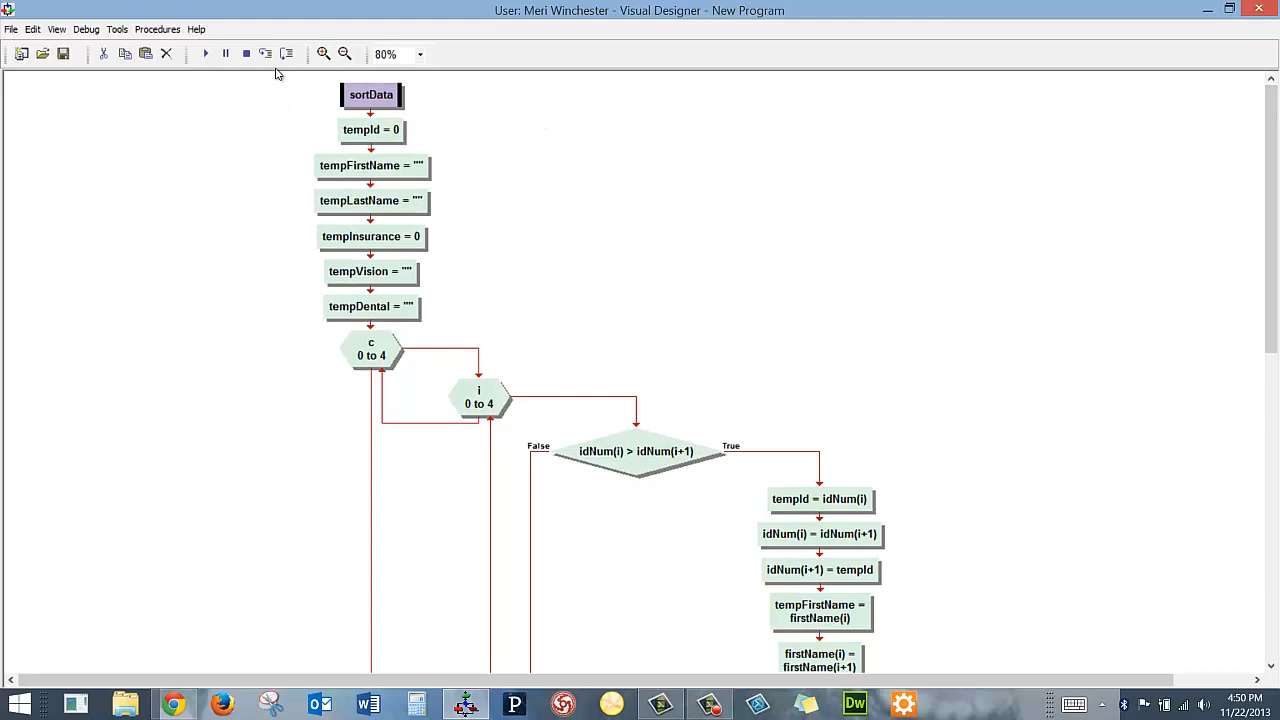 User: Meri Winchester - Visual Designer - New Program
File Edit View Debug Tools Procedures Help
80%
sortData
tempId = 0
tempFirstName = ""
tempLastName = ""
tempInsurance = 0
tempVision = ""
tempDental = ""
c
0 to 4
i
0 to 4
False
idNum(i) > idNum(i+1)
True
tempId = idNum(i)
idNum(i) = idNum(i+1)
idNum(i+1) = tempId
tempFirstName =
firstName(i)
firstName(i) =
firstName(i+1)
P
Dw
4:50 PM
11/22/2013